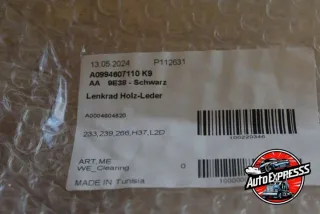 13.05.2024 P112631
A0994607110 K9
AA 9E38 - Schwarz
Lenkrad Holz-Leder
A0004604820
233,239,266,H37,L2D
100220346
ART_ME
WE_Clearing 0
MADE IN Tunisia
AUTOEXPRESSS